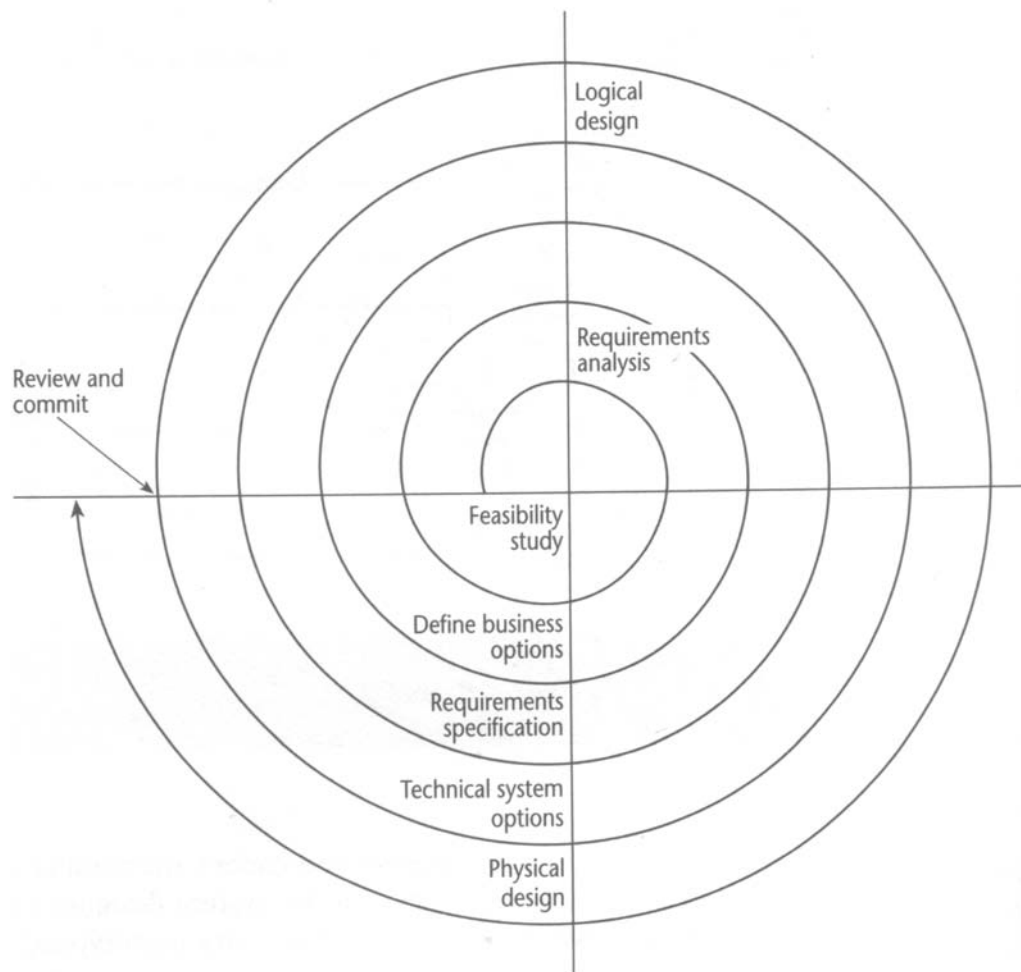 Logical
design
Requirements
analysis
Review and
commit
Feasibility
study
Define business
options
Requirements
specification
Technical system
options
Physical
design